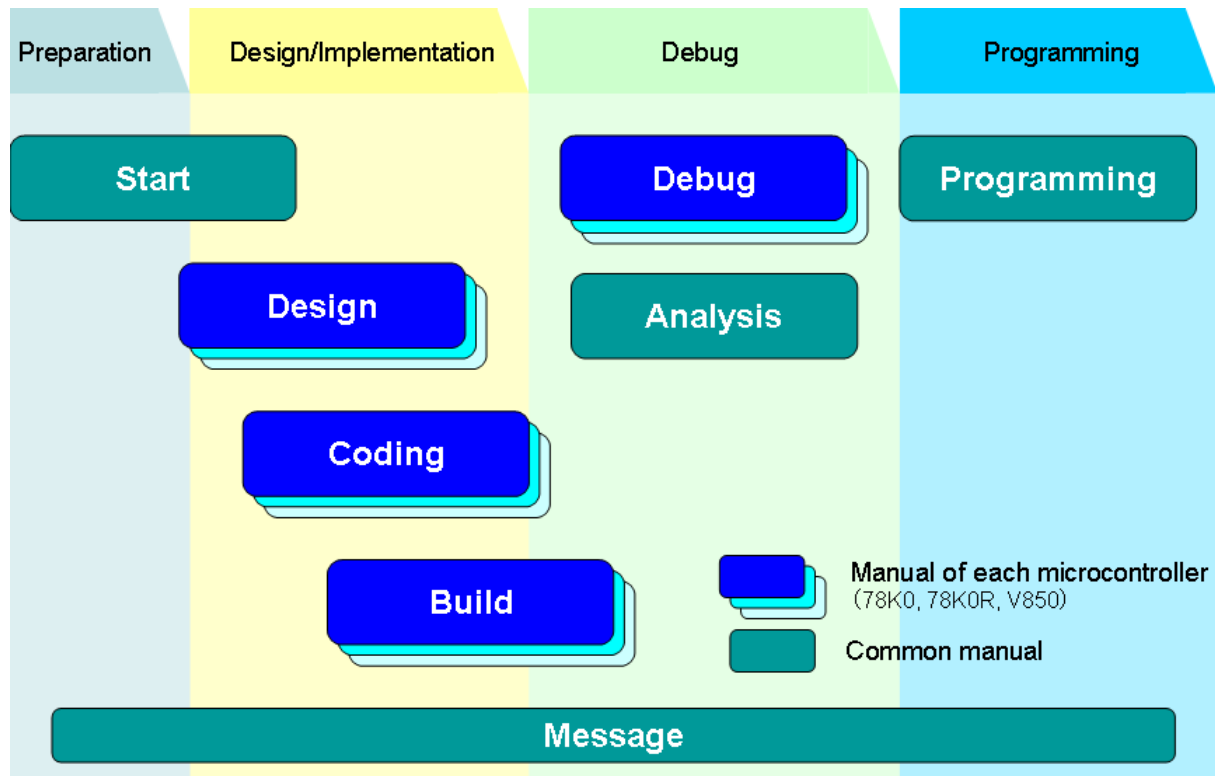 Preparation
Design/Implementation
Debug
Programming
Start
Debug
Programming
Design
Analysis
Coding
Build
Manual of each microcontroller
(78K0, 78K0R, V850)
Common manual
Message